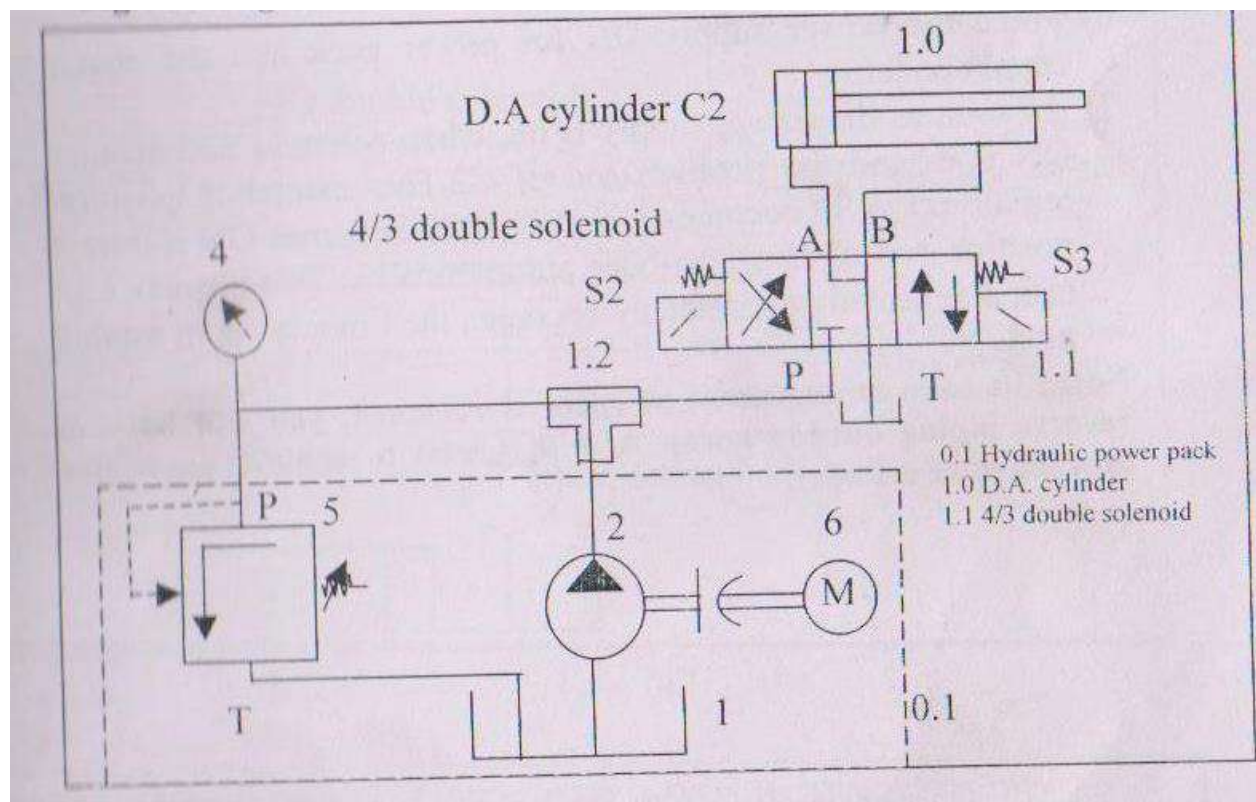 1.0
D.A cylinder C2
4/3 double solenoid
4
A B
S2
S3
1.2
P
T
1.1
0.1 Hydraulic power pack
1.0 D.A. cylinder
1.1 4/3 double solenoid
P 5
2
6
M
T
1
0.1